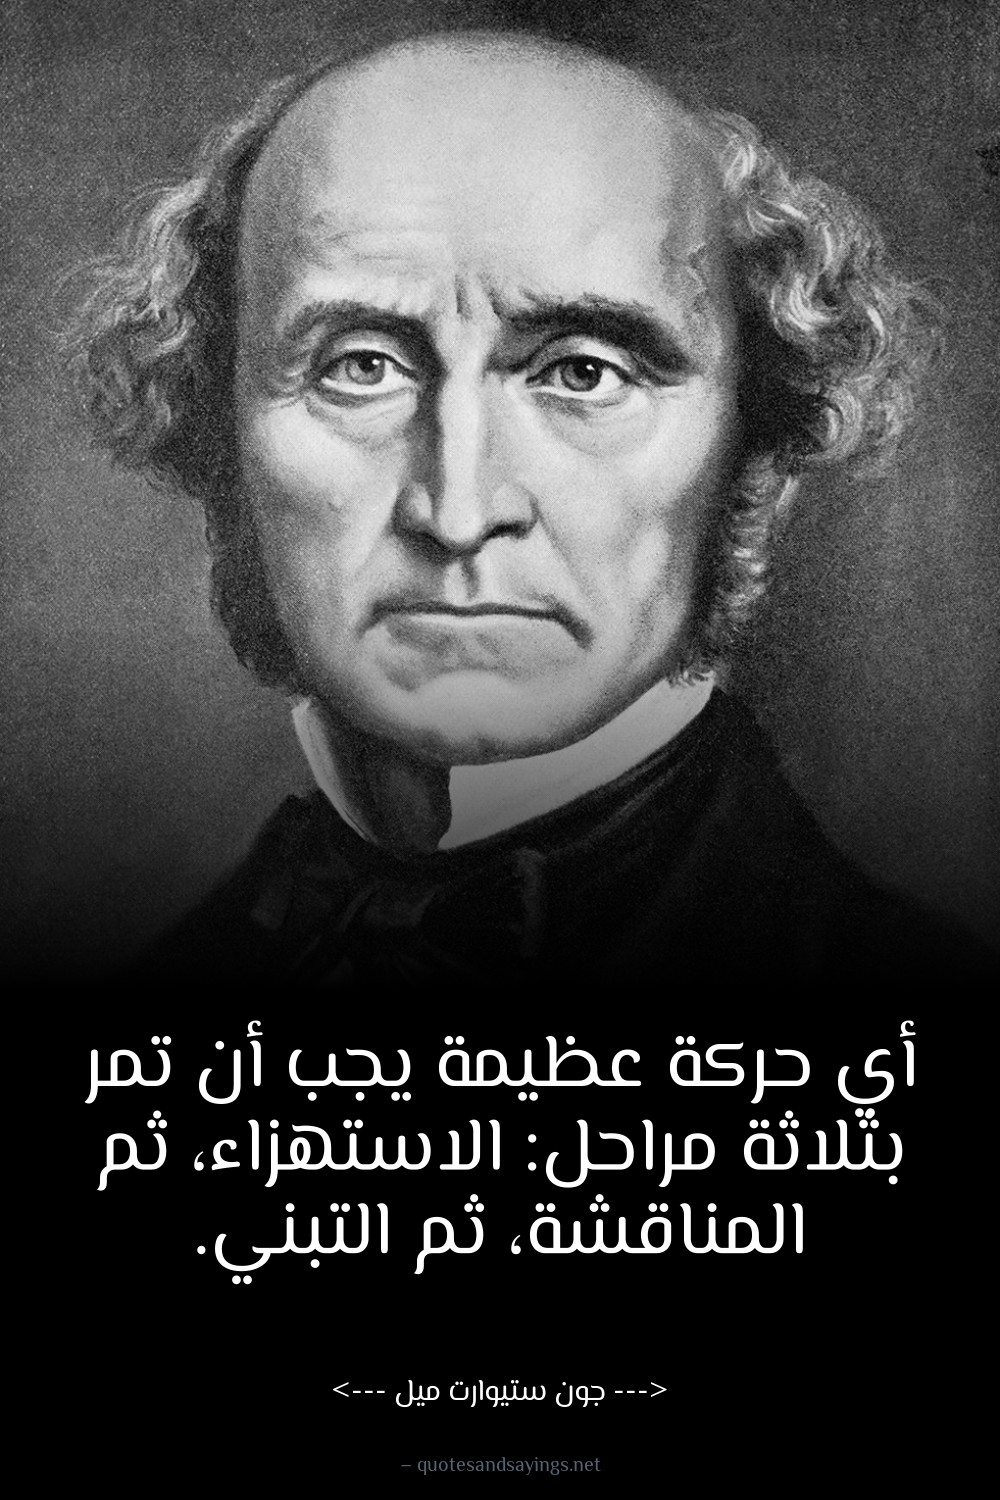 أي حركة عظيمة يجب أن تمر
بثلاثة مراحل: الاستهزاء، ثم
المناقشة، ثم التبني.
<--- جون ستيوارت ميل --->
– quotesandsayings.net